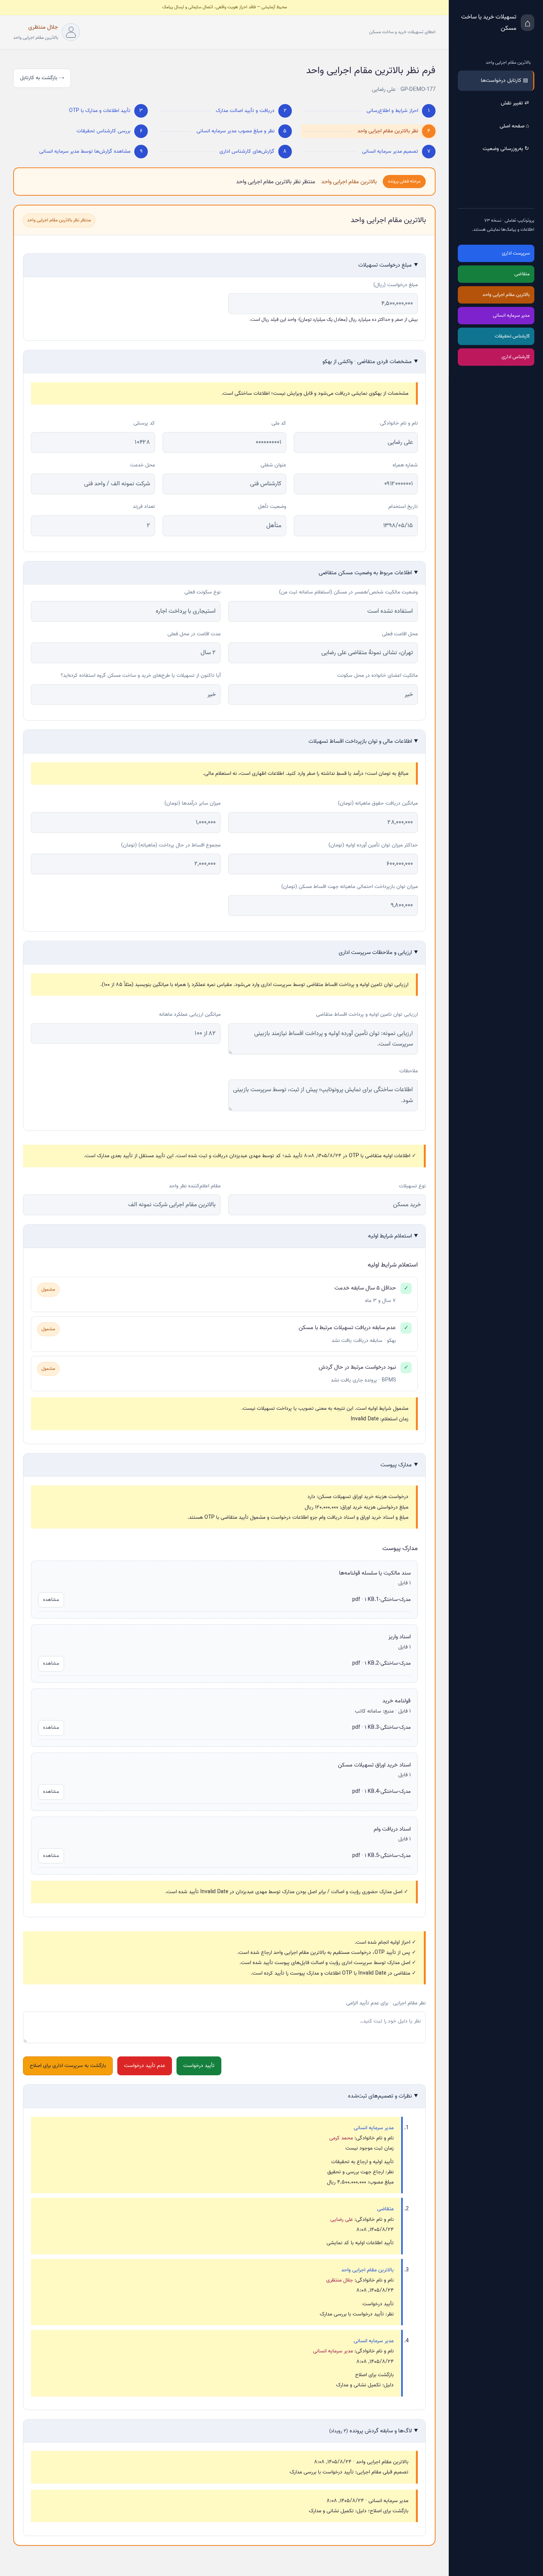 محیط آزمایشی — فاقد احراز هویت واقعی، اتصال سازمانی و ارسال پیامک
تسهیلات خرید یا ساخت مسکن
بالاترین مقام اجرایی واحد
کارتابل درخواست‌ها
تغییر نقش
صفحه اصلی
به‌روزرسانی وضعیت
پروتوتایپ تعاملی · نسخه ۷۳
اطلاعات و پیامک‌ها نمایشی هستند.
سرپرست اداری
متقاضی
بالاترین مقام اجرایی واحد
مدیر سرمایه انسانی
کارشناس تحقیقات
کارشناس اداری
اعطای تسهیلات خرید و ساخت مسکن
جلال منتظری
بالاترین مقام اجرایی واحد
فرم نظر بالاترین مقام اجرایی واحد
GP-DEMO-177 · علی رضایی
→ بازگشت به کارتابل
۱ احراز شرایط و اطلاع‌رسانی
۲ دریافت و تأیید اصالت مدارک
۳ تأیید اطلاعات و مدارک با OTP
۴ نظر بالاترین مقام اجرایی واحد
۵ نظر و مبلغ مصوب مدیر سرمایه انسانی
۶ بررسی کارشناس تحقیقات
۷ تصمیم مدیر سرمایه انسانی
۸ گزارش‌های کارشناس اداری
۹ مشاهده گزارش‌ها توسط مدیر سرمایه انسانی
مرحله فعلی پرونده بالاترین مقام اجرایی واحد منتظر نظر بالاترین مقام اجرایی واحد
بالاترین مقام اجرایی واحد
منتظر نظر بالاترین مقام اجرایی واحد
▼ مبلغ درخواست تسهیلات
مبلغ درخواست (ریال)
۴,۵۰۰,۰۰۰,۰۰۰
بیش از صفر و حداکثر ده میلیارد ریال (معادل یک میلیارد تومان)؛ واحد این فیلد ریال است.
▼ مشخصات فردی متقاضی · واکشی از بهکو
مشخصات از بهکوی نمایشی دریافت می‌شود و قابل ویرایش نیست؛ اطلاعات ساختگی است.
نام و نام خانوادگی
کد ملی
کد پرسنلی
علی رضایی
۰۰۰۰۰۰۰۰۰۱
۱۰۴۲۸
شماره همراه
عنوان شغلی
محل خدمت
۰۹۱۲۰۰۰۰۰۰۱
کارشناس فنی
شرکت نمونه الف / واحد فنی
تاریخ استخدام
وضعیت تأهل
تعداد فرزند
۱۳۹۸/۰۵/۱۵
متأهل
۲
▼ اطلاعات مربوط به وضعیت مسکن متقاضی
وضعیت مالکیت شخص/همسر در مسکن (استعلام سامانه ثبت من)
نوع سکونت فعلی
استفاده نشده است
استیجاری با پرداخت اجاره
محل اقامت فعلی
مدت اقامت در محل فعلی
تهران، نشانی نمونهٔ متقاضی علی رضایی
۲ سال
مالکیت اعضای خانواده در محل سکونت
آیا تاکنون از تسهیلات یا طرح‌های خرید و ساخت مسکن گروه استفاده کرده‌اید؟
خیر
خیر
▼ اطلاعات مالی و توان بازپرداخت اقساط تسهیلات
مبالغ به تومان است؛ درآمد یا قسط نداشته را صفر وارد کنید. اطلاعات اظهاری است، نه استعلام مالی.
میانگین دریافت حقوق ماهیانه (تومان)
میزان سایر درآمدها (تومان)
۲۸,۰۰۰,۰۰۰
۱,۰۰۰,۰۰۰
حداکثر میزان توان تأمین آورده اولیه (تومان)
مجموع اقساط در حال پرداخت (ماهیانه) (تومان)
۶۰۰,۰۰۰,۰۰۰
۲,۰۰۰,۰۰۰
میزان توان بازپرداخت احتمالی ماهیانه جهت اقساط مسکن (تومان)
۹,۸۰۰,۰۰۰
▼ ارزیابی و ملاحظات سرپرست اداری
ارزیابی توان تامین اولیه و پرداخت اقساط متقاضی توسط سرپرست اداری وارد می‌شود. مقیاس نمره عملکرد را همراه با میانگین بنویسید (مثلاً ۸۵ از ۱۰۰).
ارزیابی توان تامین اولیه و پرداخت اقساط متقاضی
میانگین ارزیابی عملکرد ماهانه
ارزیابی نمونه: توان تأمین آورده اولیه و پرداخت اقساط نیازمند بازبینی سرپرست است.
۸۲ از ۱۰۰
ملاحظات
اطلاعات ساختگی برای نمایش پروتوتایپ؛ پیش از ثبت، توسط سرپرست بازبینی شود.
✓ اطلاعات اولیه متقاضی با OTP در ۱۴۰۵/۸/۲۴, ۸:۰۸ تأیید شد؛ کد توسط مهدی عبدیزدان دریافت و ثبت شده است. این تأیید مستقل از تأیید بعدی مدارک است.
نوع تسهیلات
مقام اعلام‌کننده نظر واحد
خرید مسکن
بالاترین مقام اجرایی شرکت نمونه الف
▼ استعلام شرایط اولیه
استعلام شرایط اولیه
✓ حداقل ۵ سال سابقه خدمت
۷ سال و ۳ ماه
مشمول
✓ عدم سابقه دریافت تسهیلات مرتبط با مسکن
بهکو · سابقه دریافت یافت نشد
مشمول
✓ نبود درخواست مرتبط در حال گردش
BPMS · پرونده جاری یافت نشد
مشمول
مشمول شرایط اولیه است. این نتیجه به معنی تصویب یا پرداخت تسهیلات نیست.
زمان استعلام: Invalid Date
▼ مدارک پیوست
درخواست هزینه خرید اوراق تسهیلات مسکن: دارد
مبلغ درخواستی هزینه خرید اوراق: ۱۲۰,۰۰۰,۰۰۰ ریال
مبلغ و اسناد خرید اوراق و اسناد دریافت وام جزو اطلاعات درخواست و مشمول تأیید متقاضی با OTP هستند.
مدارک پیوست
سند مالکیت یا سلسله قولنامه‌ها
۱ فایل
مدرک-ساختگی-1.pdf · ۱ KB
مشاهده
اسناد واریز
۱ فایل
مدرک-ساختگی-2.pdf · ۱ KB
مشاهده
قولنامه خرید
۱ فایل · منبع: سامانه کاتب
مدرک-ساختگی-3.pdf · ۱ KB
مشاهده
اسناد خرید اوراق تسهیلات مسکن
۱ فایل
مدرک-ساختگی-4.pdf · ۱ KB
مشاهده
اسناد دریافت وام
۱ فایل
مدرک-ساختگی-5.pdf · ۱ KB
مشاهده
✓ اصل مدارک حضوری رؤیت و اصالت / برابر اصل بودن مدارک توسط مهدی عبدیزدان در Invalid Date تأیید شده است.
✓ احراز اولیه انجام شده است.
✓ پس از تأیید OTP، درخواست مستقیم به بالاترین مقام اجرایی واحد ارجاع شده است.
✓ اصل مدارک توسط سرپرست اداری رؤیت و اصالت فایل‌های پیوست تأیید شده است.
✓ متقاضی در Invalid Date با OTP اطلاعات و مدارک پیوست را تأیید کرده است.
نظر مقام اجرایی · برای عدم تأیید الزامی
نظر یا دلیل خود را ثبت کنید...
تأیید درخواست
عدم تأیید درخواست
بازگشت به سرپرست اداری برای اصلاح
▼ نظرات و تصمیم‌های ثبت‌شده
1. مدیر سرمایه انسانی
نام و نام خانوادگی: محمد کرمی
زمان ثبت موجود نیست
تأیید اولیه و ارجاع به تحقیقات
نظر: ارجاع جهت بررسی و تحقیق
مبلغ مصوب: ۴,۵۰۰,۰۰۰,۰۰۰ ریال
2. متقاضی
نام و نام خانوادگی: علی رضایی
۱۴۰۵/۸/۲۴, ۸:۰۸
تأیید اطلاعات اولیه با کد نمایشی
3. بالاترین مقام اجرایی واحد
نام و نام خانوادگی: جلال منتظری
۱۴۰۵/۸/۲۴, ۸:۰۸
تأیید درخواست
نظر: تأیید درخواست با بررسی مدارک
4. مدیر سرمایه انسانی
نام و نام خانوادگی: مدیر سرمایه انسانی
۱۴۰۵/۸/۲۴, ۸:۰۸
بازگشت برای اصلاح
دلیل: تکمیل نشانی و مدارک
▼ لاگ‌ها و سابقه گردش پرونده (۲ رویداد)
بالاترین مقام اجرایی واحد · ۱۴۰۵/۸/۲۴, ۸:۰۸
تصمیم قبلی مقام اجرایی: تأیید درخواست با بررسی مدارک
مدیر سرمایه انسانی · ۱۴۰۵/۸/۲۴, ۸:۰۸
بازگشت برای اصلاح؛ دلیل: تکمیل نشانی و مدارک